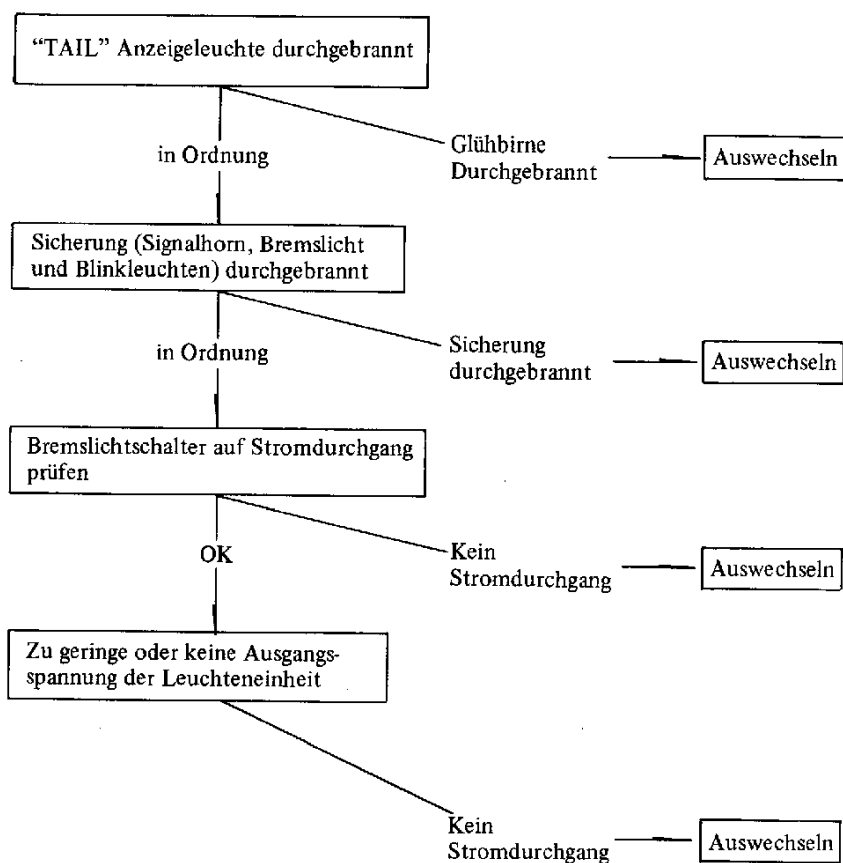 “TAIL” Anzeigeleuchte durchgebrannt
in Ordnung
Glühbirne
Durchgebrannt
Auswechseln
Sicherung (Signalhorn, Bremslicht
und Blinkleuchten) durchgebrannt
in Ordnung
Sicherung
durchgebrannt
Auswechseln
Bremslichtschalter auf Stromdurchgang
prüfen
OK
Kein
Stromdurchgang
Auswechseln
Zu geringe oder keine Ausgangs-
spannung der Leuchteneinheit
Kein
Stromdurchgang
Auswechseln